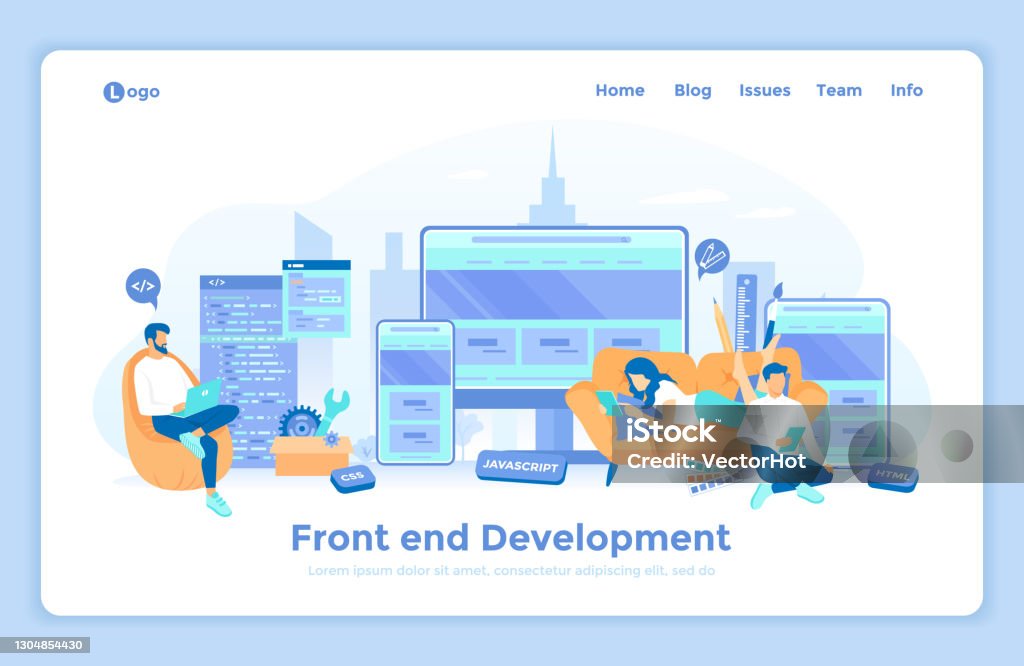 Logo
Home Blog Issues Team Info
</>
</>
CSS
JAVASCRIPT
HTML
iStock
Credit: VectorHot
Front end Development
Lorem ipsum dolor sit amet, consectetur adipiscing elit, sed do
1304854430